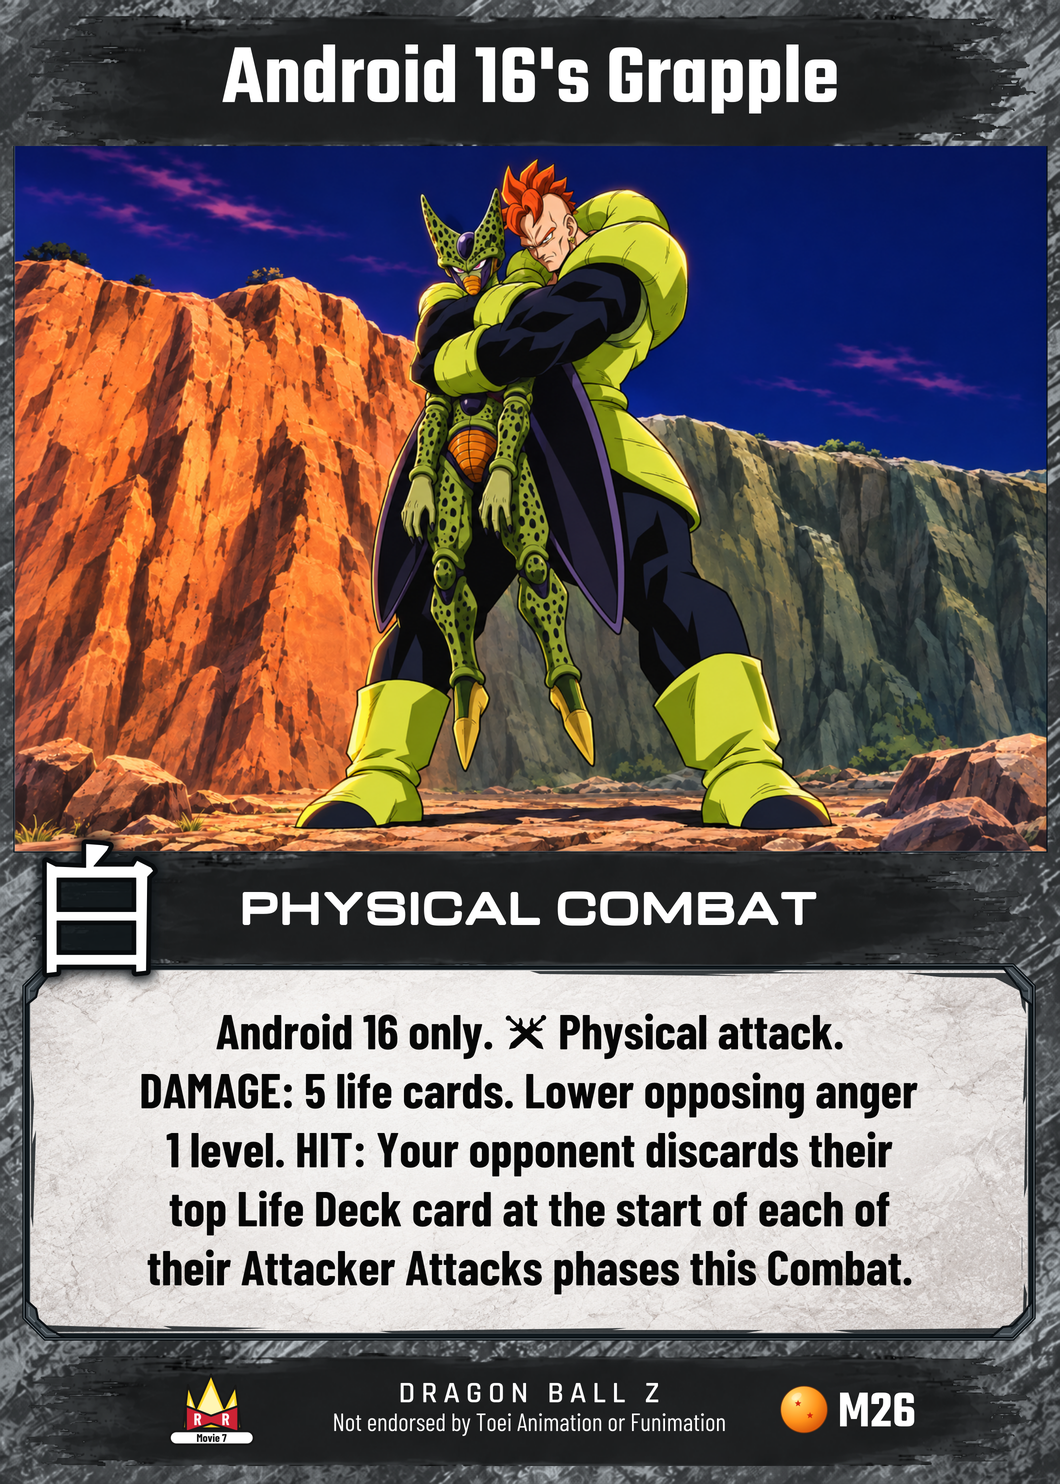 Android 16's Grapple
白
PHYSICAL COMBAT
Android 16 only. Physical attack.
DAMAGE: 5 life cards. Lower opposing anger
1 level. HIT: Your opponent discards their
top Life Deck card at the start of each of
their Attacker Attacks phases this Combat.
R R
Movie 7
DRAGON BALL Z
Not endorsed by Toei Animation or Funimation
M26